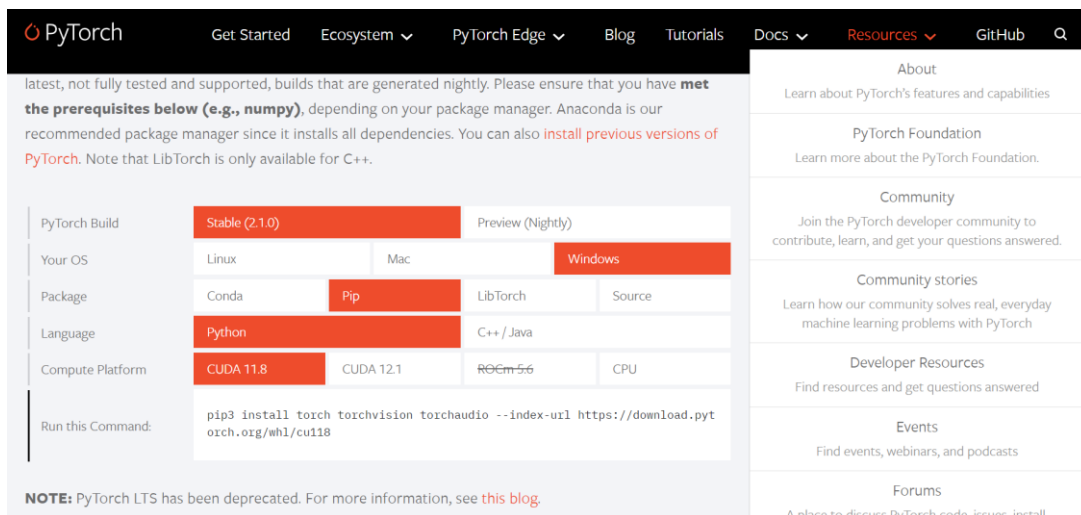 PyTorch
Get Started
Ecosystem
PyTorch Edge
Blog
Tutorials
Docs
Resources
GitHub
latest, not fully tested and supported, builds that are generated nightly. Please ensure that you have met
the prerequisites below (e.g., numpy), depending on your package manager. Anaconda is our
recommended package manager since it installs all dependencies. You can also install previous versions of
PyTorch. Note that LibTorch is only available for C++.
PyTorch Build
Stable (2.1.0)
Preview (Nightly)
Your OS
Linux
Mac
Windows
Package
Conda
Pip
LibTorch
Source
Language
Python
C++ / Java
Compute Platform
CUDA 11.8
CUDA 12.1
ROCm 5.6
CPU
Run this Command:
pip3 install torch torchvision torchaudio --index-url https://download.pyt
orch.org/whl/cu118
NOTE: PyTorch LTS has been deprecated. For more information, see this blog.
About
Learn about PyTorch's features and capabilities
PyTorch Foundation
Learn more about the PyTorch Foundation.
Community
Join the PyTorch developer community to
contribute, learn, and get your questions answered.
Community stories
Learn how our community solves real, everyday
machine learning problems with PyTorch
Developer Resources
Find resources and get questions answered
Events
Find events, webinars, and podcasts
Forums
A place to discuss PyTorch code, issues, install,